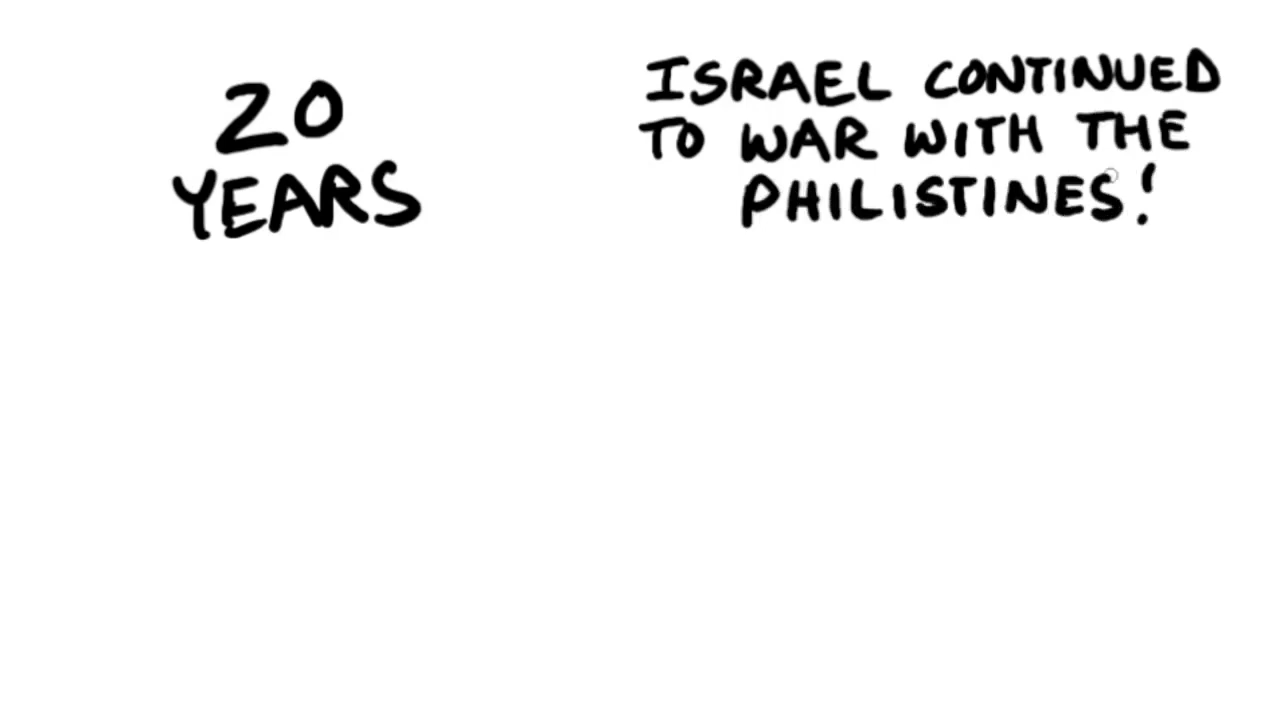 20
YEARS
ISRAEL CONTINUED
TO WAR WITH THE
PHILISTINES!